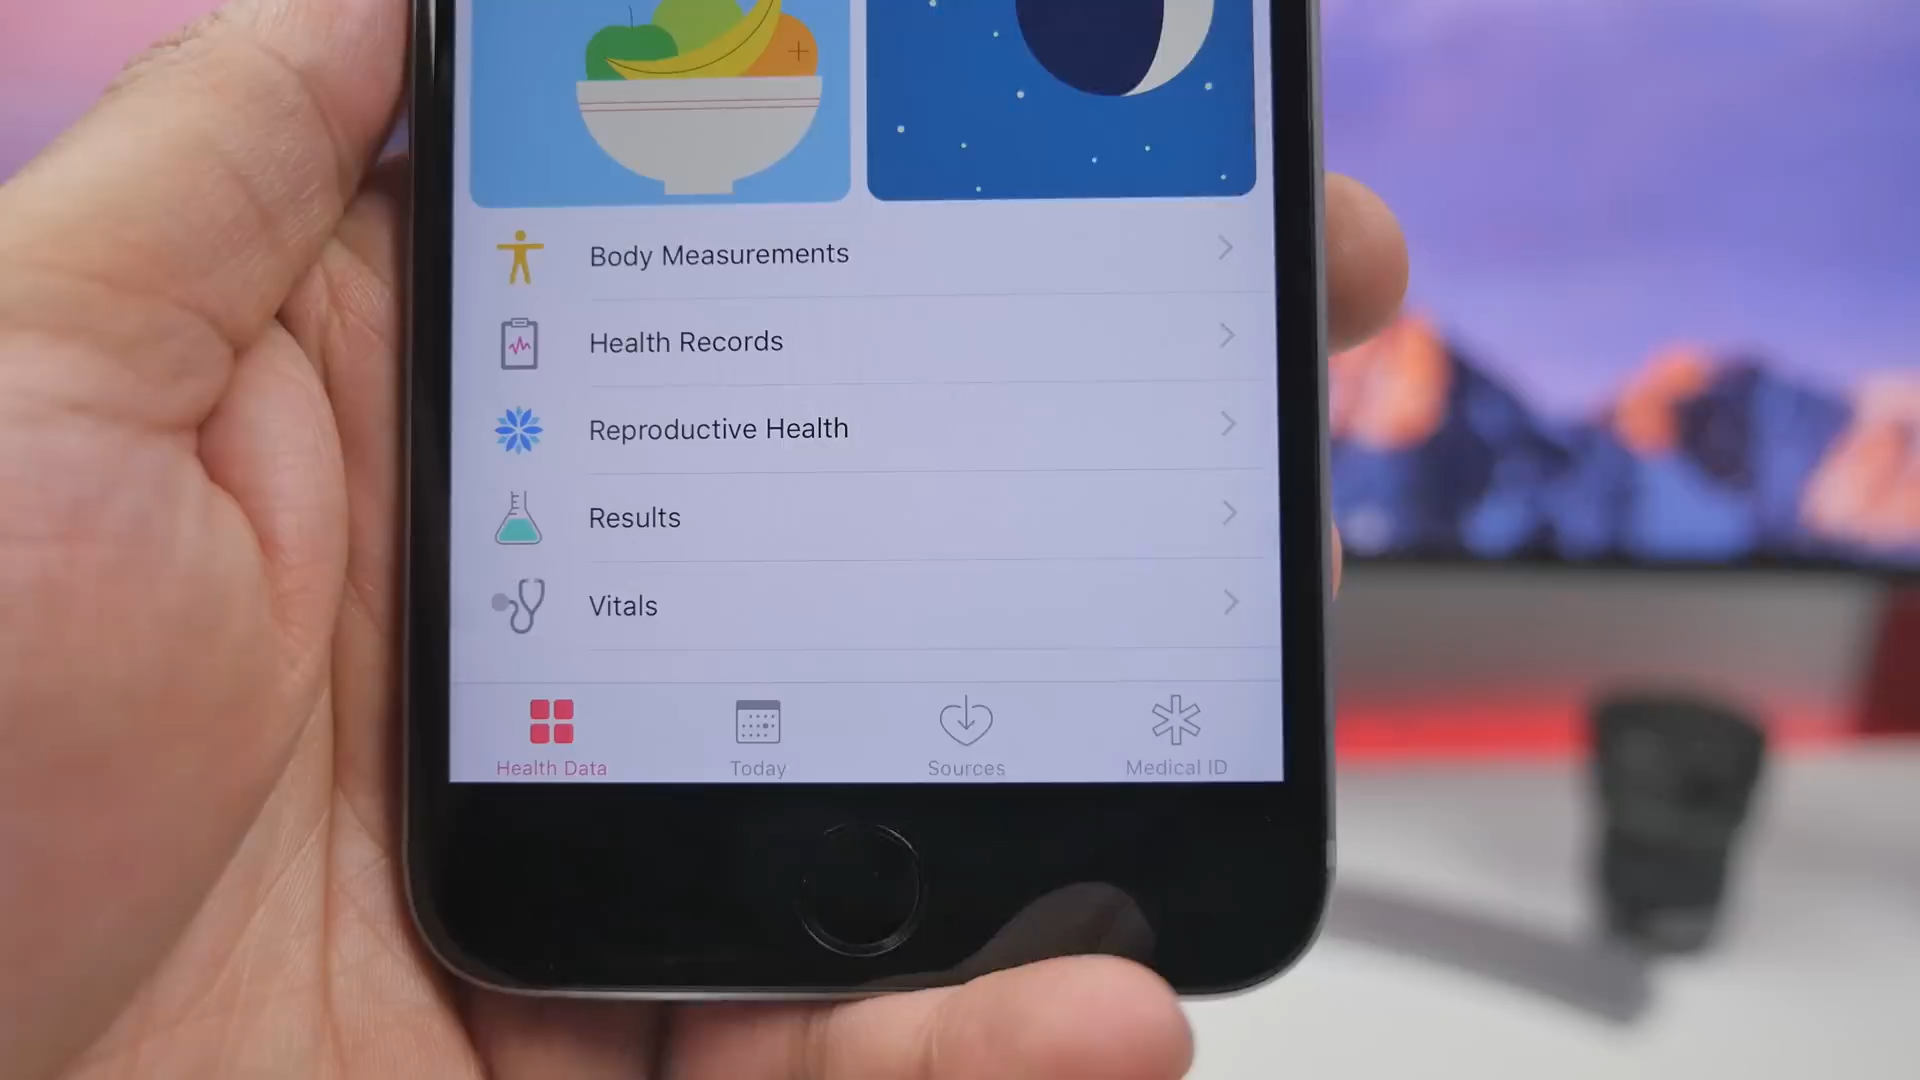 Body Measurements
Health Records
Reproductive Health
Results
Vitals
Health Data
Today
Sources
Medical ID